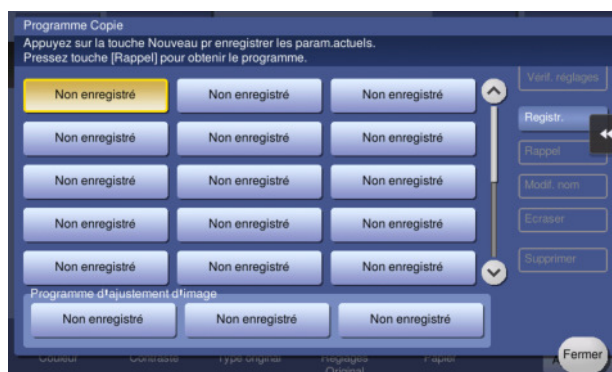 Programme Copie
Appuyez sur la touche Nouveau pr enregistrer les param.actuels.
Pressez touche [Rappel] pour obtenir le programme.
Non enregistré Non enregistré Non enregistré
Non enregistré Non enregistré Non enregistré
Non enregistré Non enregistré Non enregistré
Non enregistré Non enregistré Non enregistré
Non enregistré Non enregistré Non enregistré
Programme d'ajustement d'image
Non enregistré Non enregistré Non enregistré
Vérif. réglages
Registr.
Rappel
Modif. nom
Ecraser
Supprimer
Couleur Contraste Type original Réglages Papier
Original
Fermer